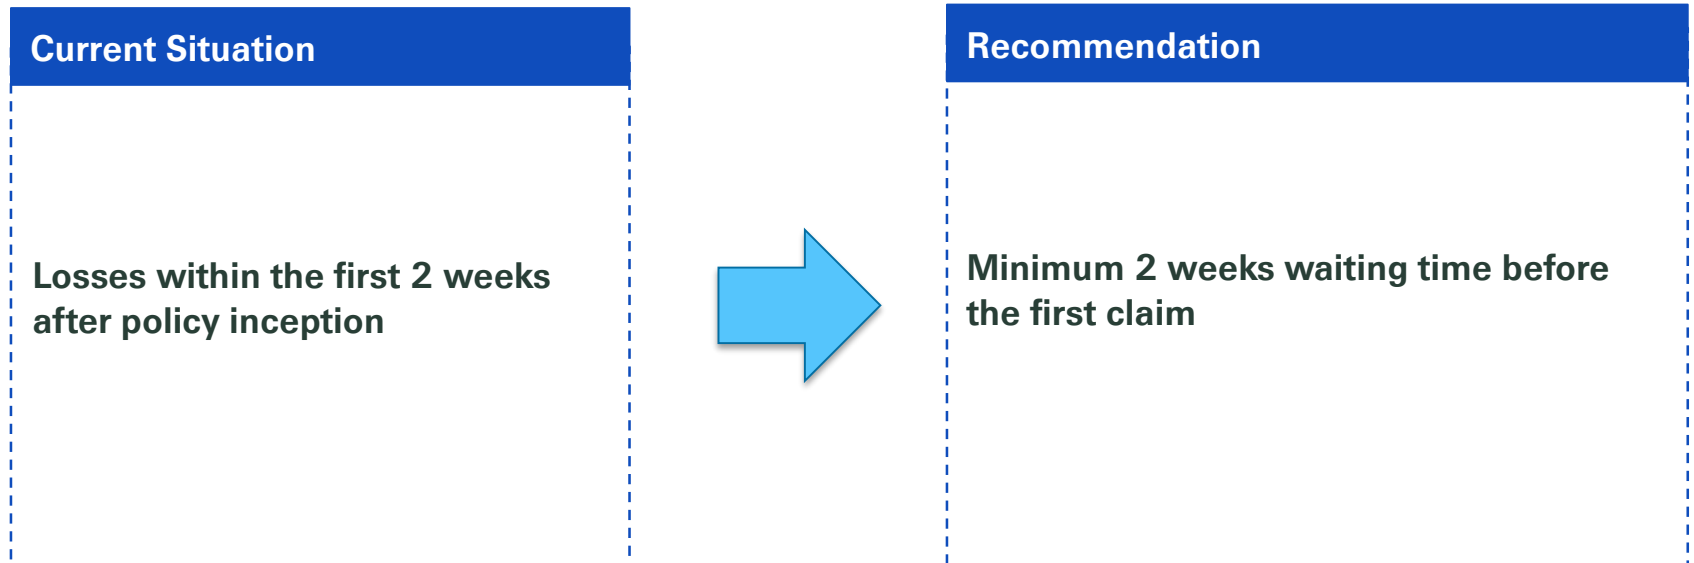 Current Situation
Losses within the first 2 weeks
after policy inception
Recommendation
Minimum 2 weeks waiting time before
the first claim